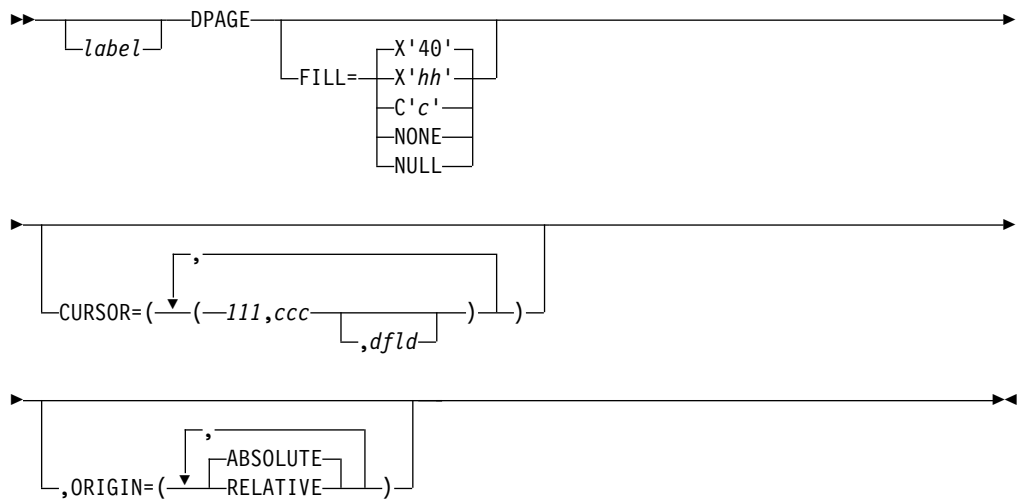 label DPAGE
FILL= X'40'
X'hh'
C'c'
NONE
NULL
,
CURSOR=( ( 111,ccc ) )
,dfld
,
ABSOLUTE
,ORIGIN=( RELATIVE )